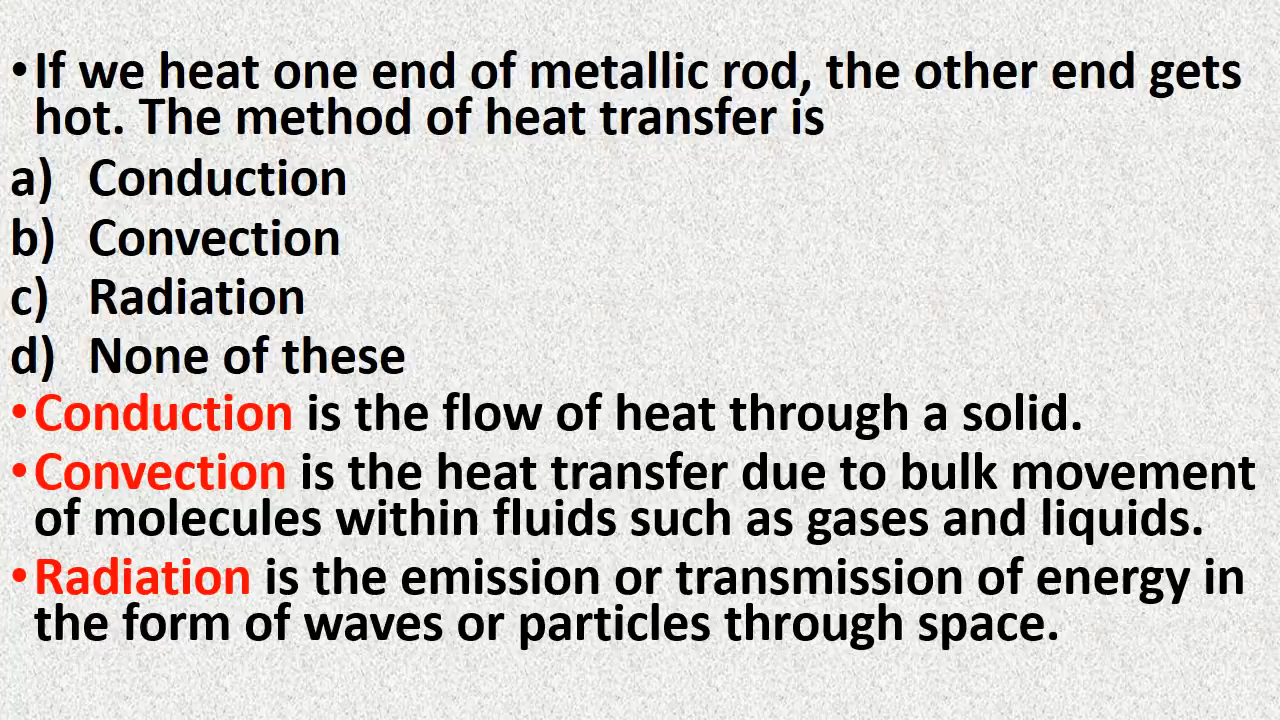 •If we heat one end of metallic rod, the other end gets
hot. The method of heat transfer is
a) Conduction
b) Convection
c) Radiation
d) None of these
•Conduction is the flow of heat through a solid.
•Convection is the heat transfer due to bulk movement
of molecules within fluids such as gases and liquids.
•Radiation is the emission or transmission of energy in
the form of waves or particles through space.